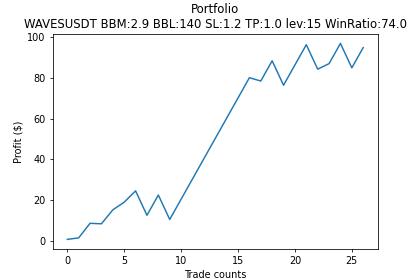 Portfolio
WAVESUSDT BBM:2.9 BBL:140 SL:1.2 TP:1.0 lev:15 WinRatio:74.0
100
80
60
40
20
0
Profit ($)
0 5 10 15 20 25
Trade counts